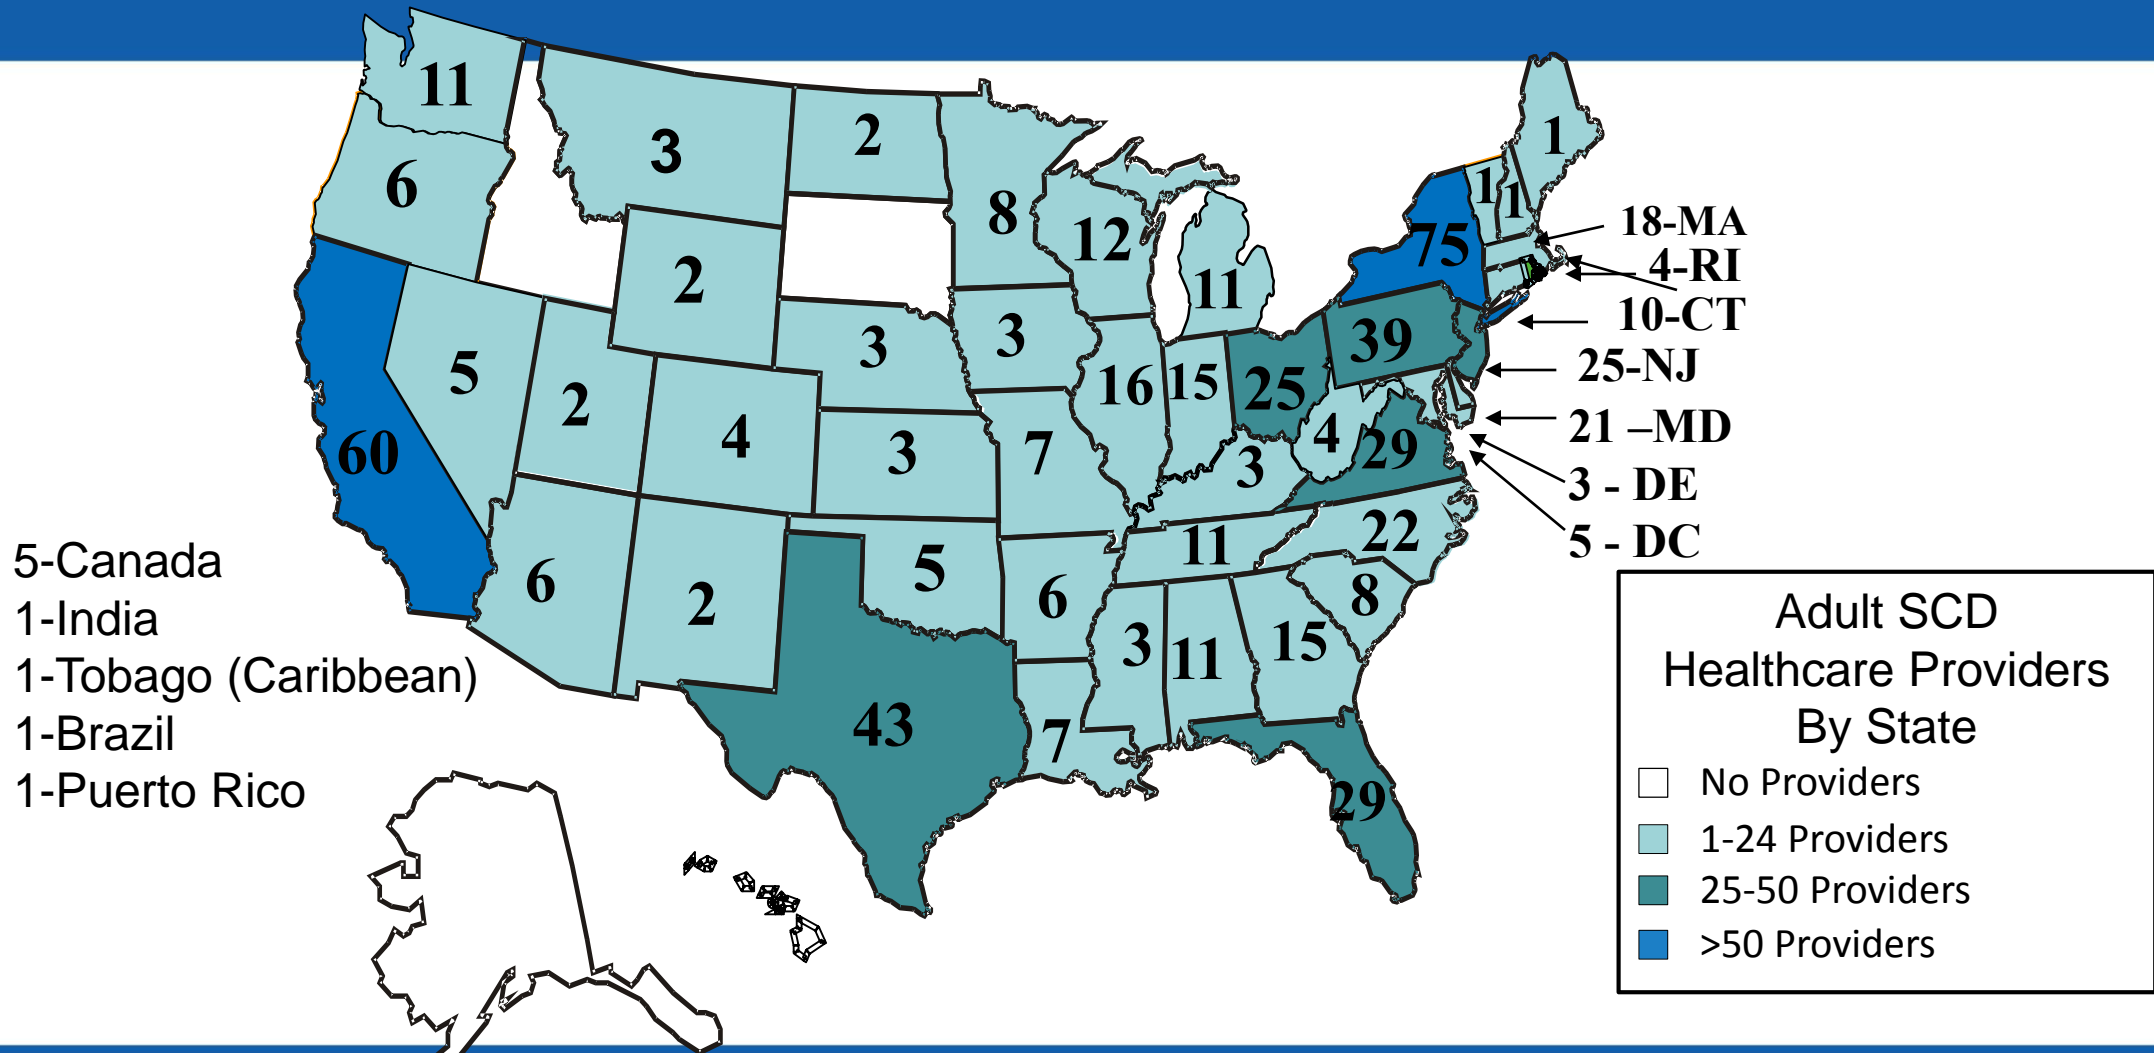 11
3
2
6
8
12
11
1
1
1
75
18-MA
4-RI
10-CT
25-NJ
21 –MD
3 - DE
5 - DC
2
5
2
4
3
3
3
16
15
25
39
60
3
7
3
4
29
6
2
5
6
11
22
3
11
15
8
43
7
29
5-Canada
1-India
1-Tobago (Caribbean)
1-Brazil
1-Puerto Rico
Adult SCD
Healthcare Providers
By State
No Providers
1-24 Providers
25-50 Providers
>50 Providers